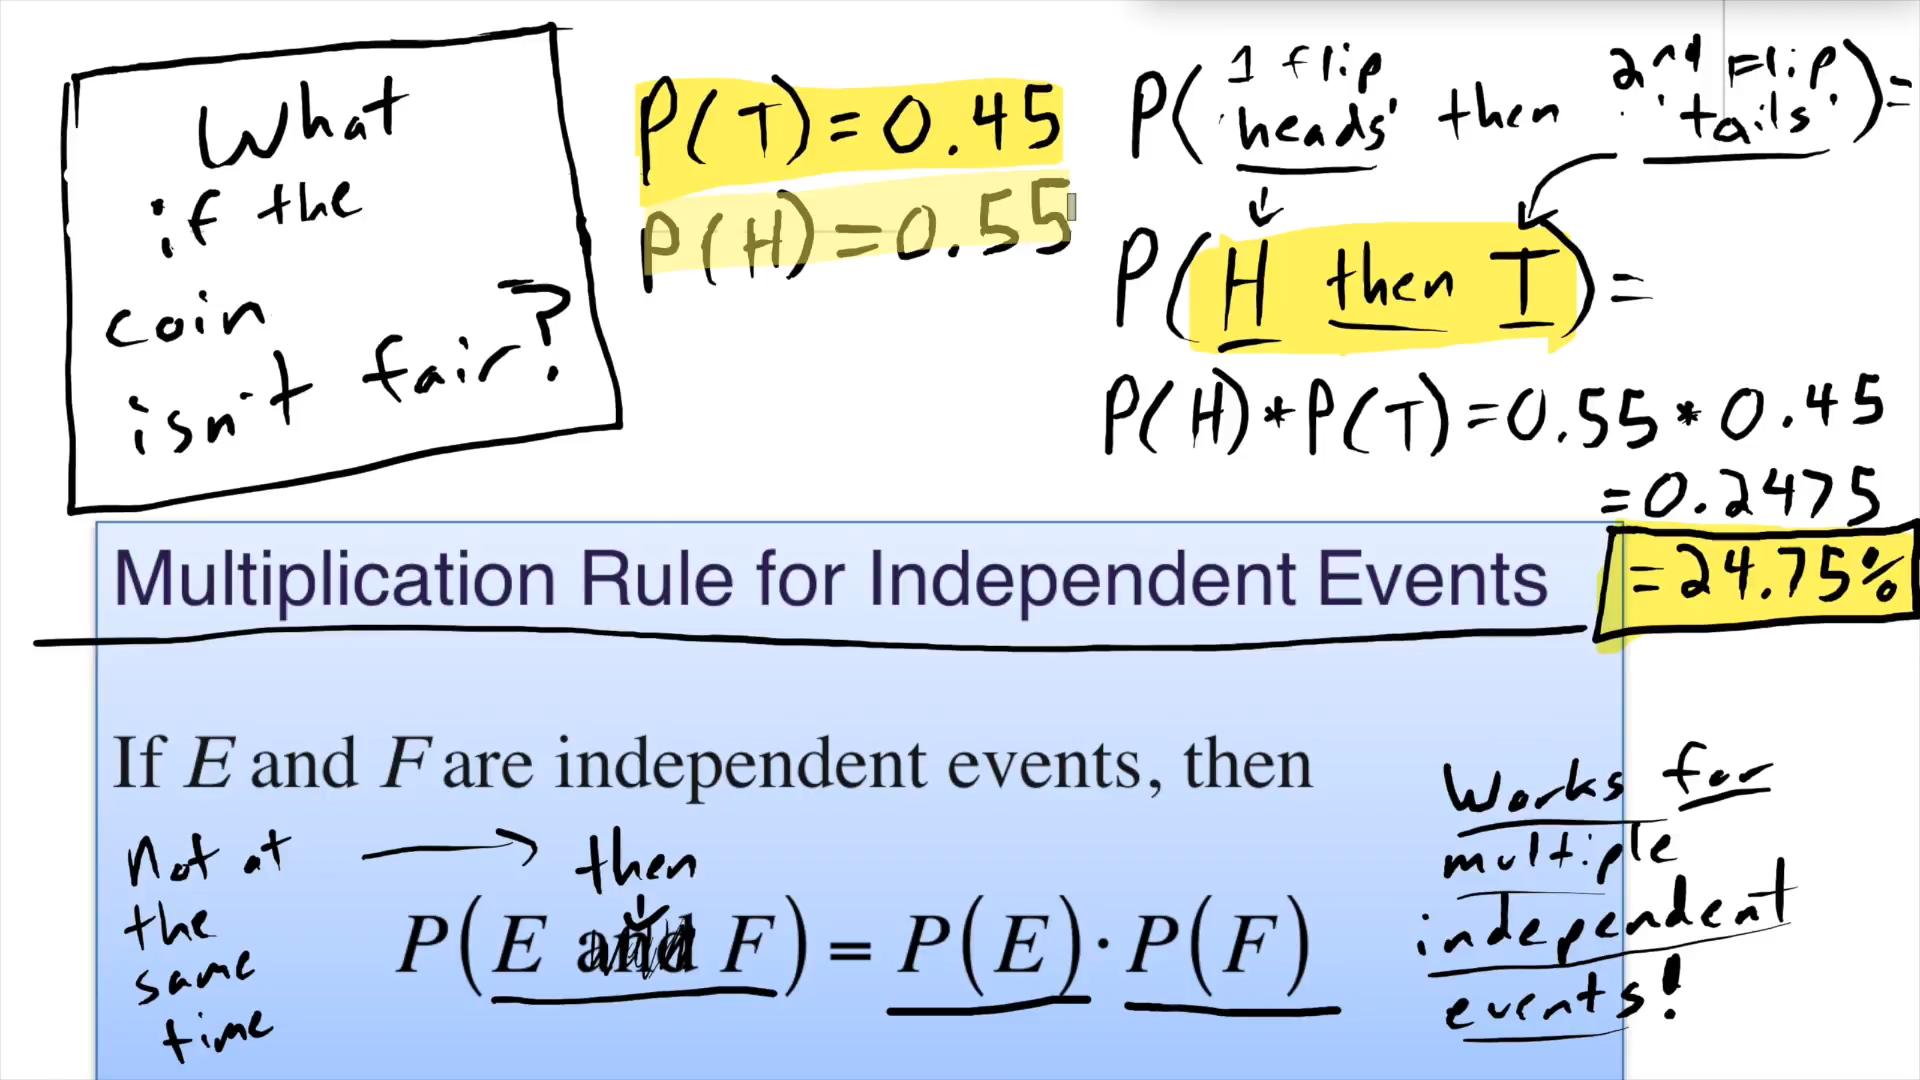 What
if the
coin
isn't fair?
P(T) = 0.45
P(H) = 0.55
P( 1 flip 'heads' then 2nd Flip 'tails' ) =
P(H then T) =
P(H) * P(T) = 0.55 * 0.45
= 0.2475
= 24.75%
Multiplication Rule for Independent Events
If E and F are independent events, then
Not at
the
same
time
then
P(E and F) = P(E) · P(F)
Works for
multiple
independent
events!